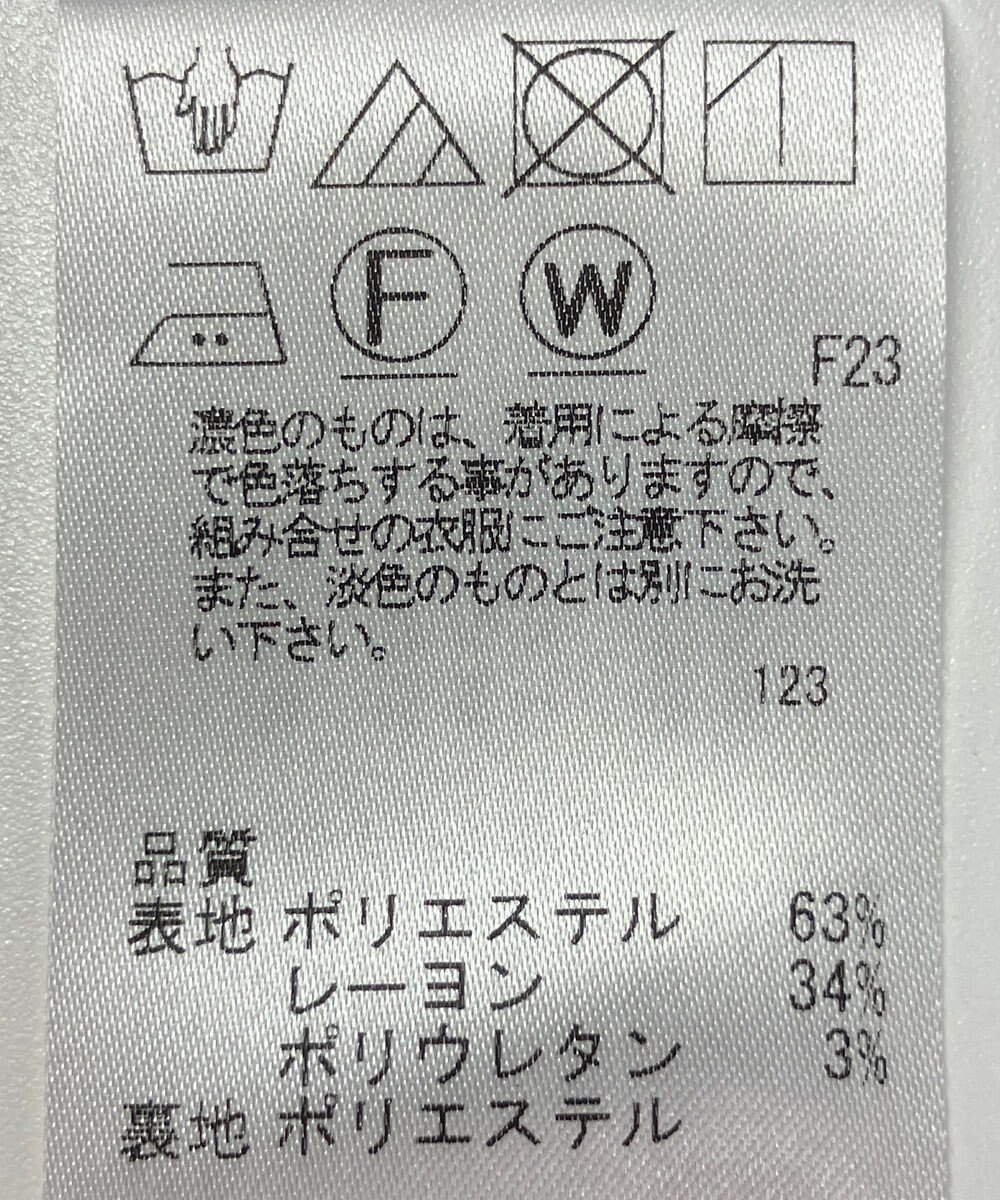 F W
F23
濃色のものは、着用による摩擦
で色落ちする事がありますので、
組み合せの衣服にご注意下さい。
また、淡色のものとは別にお洗
い下さい。
123
品質
表地 ポリエステル 63%
レーヨン 34%
ポリウレタン 3%
裏地 ポリエステル